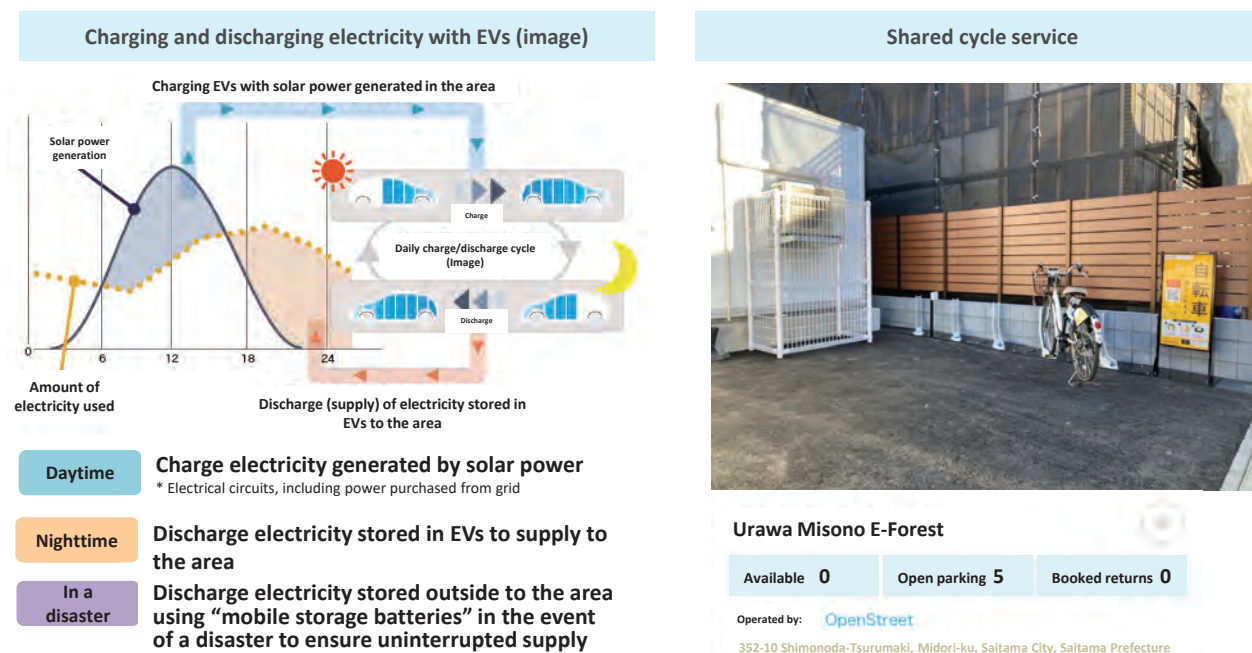 Charging and discharging electricity with EVs (image)
Charging EVs with solar power generated in the area
Solar power
generation
Charge
Daily charge/discharge cycle
(Image)
Discharge
0
6
12
18
24
Amount of
electricity used
Discharge (supply) of electricity stored in
EVs to the area
Daytime
Charge electricity generated by solar power
* Electrical circuits, including power purchased from grid
Nighttime
Discharge electricity stored in EVs to supply to
the area
In a
disaster
Discharge electricity stored outside to the area
using “mobile storage batteries” in the event
of a disaster to ensure uninterrupted supply
Shared cycle service
自転車
Urawa Misono E-Forest
Available 0
Open parking 5
Booked returns 0
Operated by: OpenStreet
352-10 Shimonoda-Tsurumaki, Midori-ku, Saitama City, Saitama Prefecture